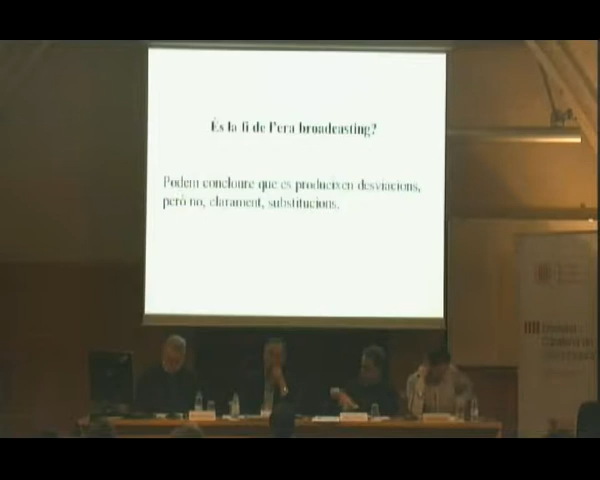 És la fi de l'era broadcasting?
Podem concloure que es produeixen desviacions,
però no, clarament, substitucions.